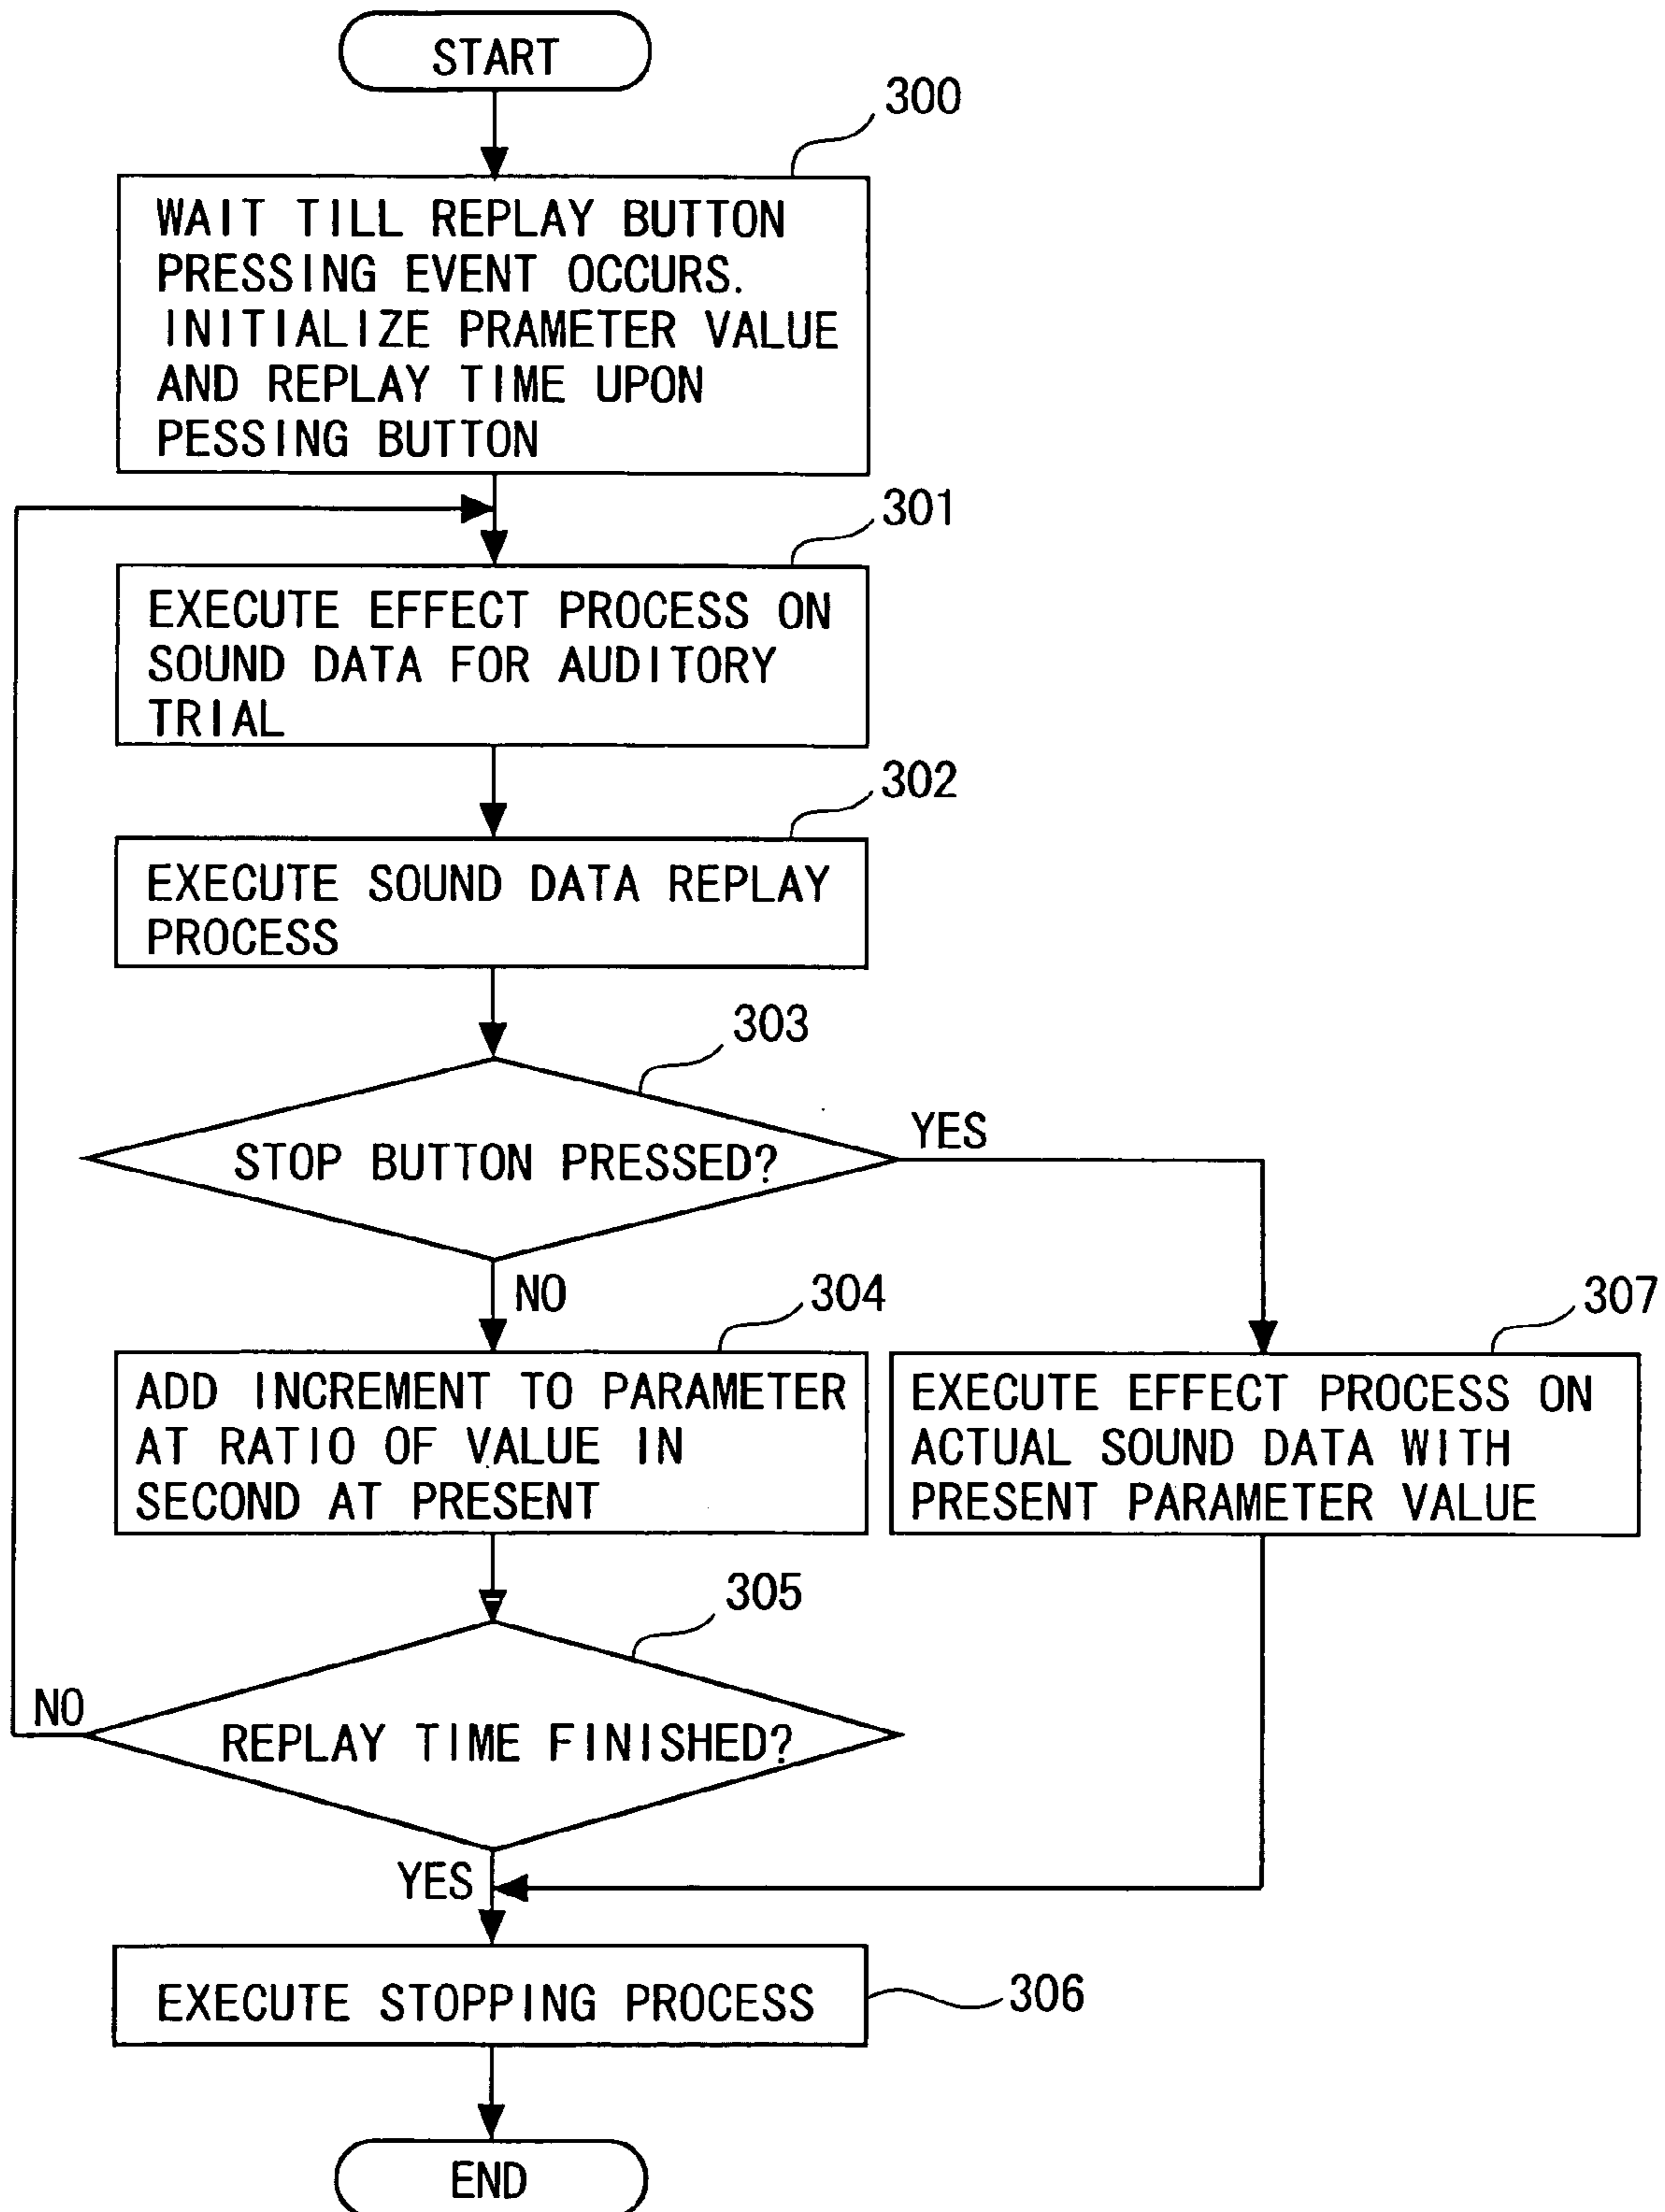 START
300
WAIT TILL REPLAY BUTTON
PRESSING EVENT OCCURS.
INITIALIZE PRAMETER VALUE
AND REPLAY TIME UPON
PESSING BUTTON
301
EXECUTE EFFECT PROCESS ON
SOUND DATA FOR AUDITORY
TRIAL
302
EXECUTE SOUND DATA REPLAY
PROCESS
303
STOP BUTTON PRESSED?
YES
NO
304
ADD INCREMENT TO PARAMETER
AT RATIO OF VALUE IN
SECOND AT PRESENT
307
EXECUTE EFFECT PROCESS ON
ACTUAL SOUND DATA WITH
PRESENT PARAMETER VALUE
305
REPLAY TIME FINISHED?
NO
YES
EXECUTE STOPPING PROCESS
306
END